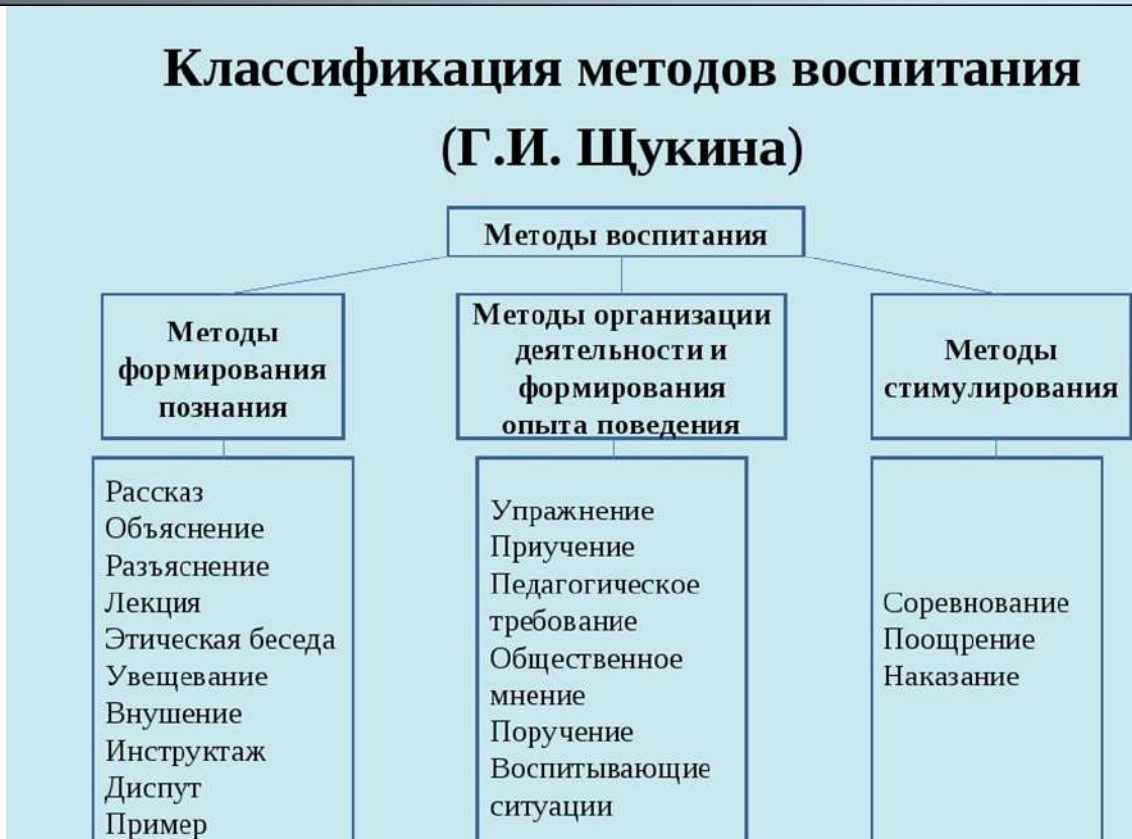 Классификация методов воспитания
(Г.И. Щукина)
Методы воспитания
Методы
формирования
познания
Методы организации
деятельности и
формирования
опыта поведения
Методы
стимулирования
Рассказ
Объяснение
Разъяснение
Лекция
Этическая беседа
Увещевание
Внушение
Инструктаж
Диспут
Пример
Упражнение
Приучение
Педагогическое
требование
Общественное
мнение
Поручение
Воспитывающие
ситуации
Соревнование
Поощрение
Наказание